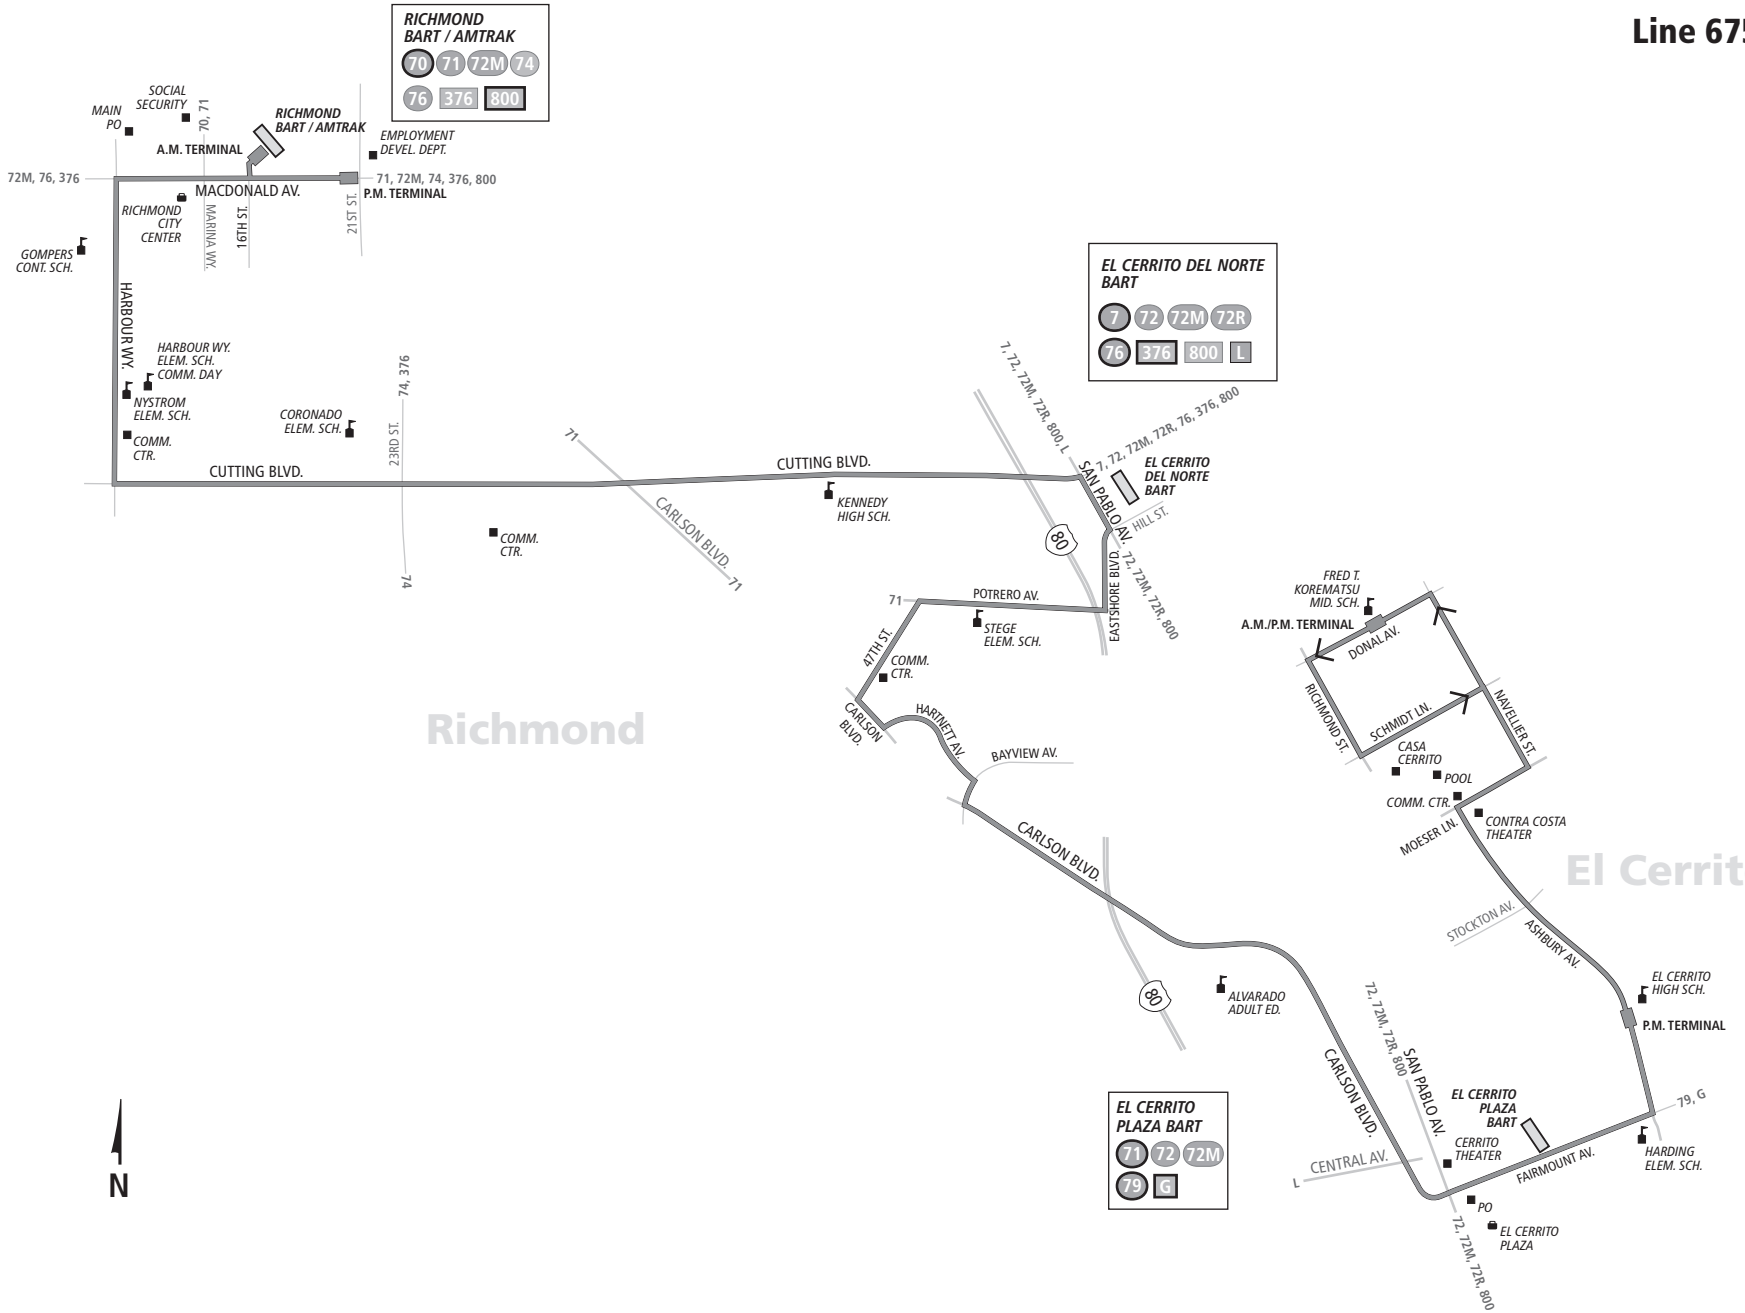 Line 675
RICHMOND
BART / AMTRAK
70 71 72M 74
76 376 800
SOCIAL
SECURITY
MAIN
PO
70, 71
RICHMOND
BART / AMTRAK
A.M. TERMINAL
EMPLOYMENT
DEVEL. DEPT.
72M, 76, 376
71, 72M, 74, 376, 800
MACDONALD AV.
P.M. TERMINAL
RICHMOND
CITY
CENTER
MARINA WY.
16TH ST.
21ST ST.
GOMPERS
CONT. SCH.
HARBOUR WY.
HARBOUR WY.
ELEM. SCH.
COMM. DAY
NYSTROM
ELEM. SCH.
COMM.
CTR.
CORONADO
ELEM. SCH.
74, 376
23RD ST.
74
CUTTING BLVD.
COMM.
CTR.
71
CARLSON BLVD.
71
CUTTING BLVD.
KENNEDY
HIGH SCH.
EL CERRITO DEL NORTE
BART
7 72 72M 72R
76 376 800 L
7, 72, 72M, 72R, 800, L
7, 72, 72M, 72R, 76, 376, 800
SAN PABLO AV.
EL CERRITO
DEL NORTE
BART
HILL ST.
80
72, 72M, 72R, 800
EASTSHORE BLVD.
71
POTRERO AV.
STEGE
ELEM. SCH.
47TH ST.
COMM.
CTR.
CARLSON
BLVD.
HARTNETT AV.
BAYVIEW AV.
Richmond
FRED T.
KOREMATSU
MID. SCH.
A.M./P.M. TERMINAL
DONAL AV.
RICHMOND ST.
SCHMIDT LN.
NAVELLIER ST.
CASA
CERRITO
POOL
COMM. CTR.
CONTRA COSTA
THEATER
MOESER LN.
CARLSON BLVD.
El Cerrit
STOCKTON AV.
ASHBURY AV.
80
ALVARADO
ADULT ED.
EL CERRITO
HIGH SCH.
P.M. TERMINAL
72, 72M, 72R, 800
SAN PABLO AV.
CARLSON BLVD.
EL CERRITO
PLAZA
BART
79, G
EL CERRITO
PLAZA BART
71 72 72M
79 G
CERRITO
THEATER
CENTRAL AV.
L
FAIRMOUNT AV.
HARDING
ELEM. SCH.
PO
EL CERRITO
PLAZA
72, 72M, 72R, 800
N